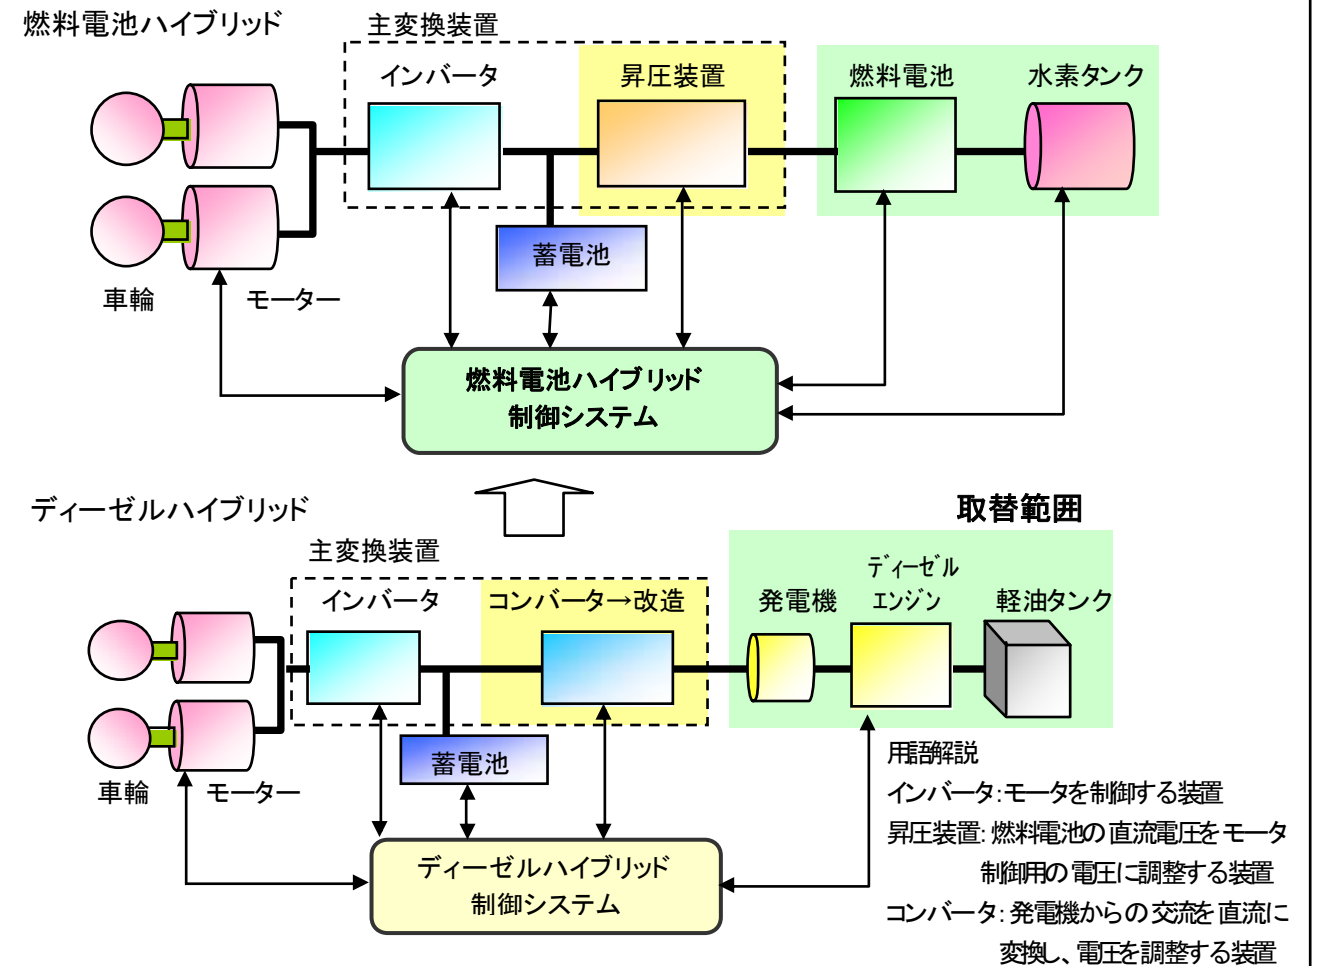 燃料電池ハイブリッド
主変換装置
インバータ
昇圧装置
燃料電池
水素タンク
蓄電池
車輪
モーター
燃料電池ハイブリッド
制御システム
ディーゼルハイブリッド
取替範囲
主変換装置
インバータ
コンバータ→改造
発電機
ディーゼル
エンジン
軽油タンク
蓄電池
車輪
モーター
ディーゼルハイブリッド
制御システム
用語解説
インバータ：モータを制御する装置
昇圧装置：燃料電池の直流電圧をモータ
制御用の電圧に調整する装置
コンバータ：発電機からの交流を直流に
変換し、電圧を調整する装置